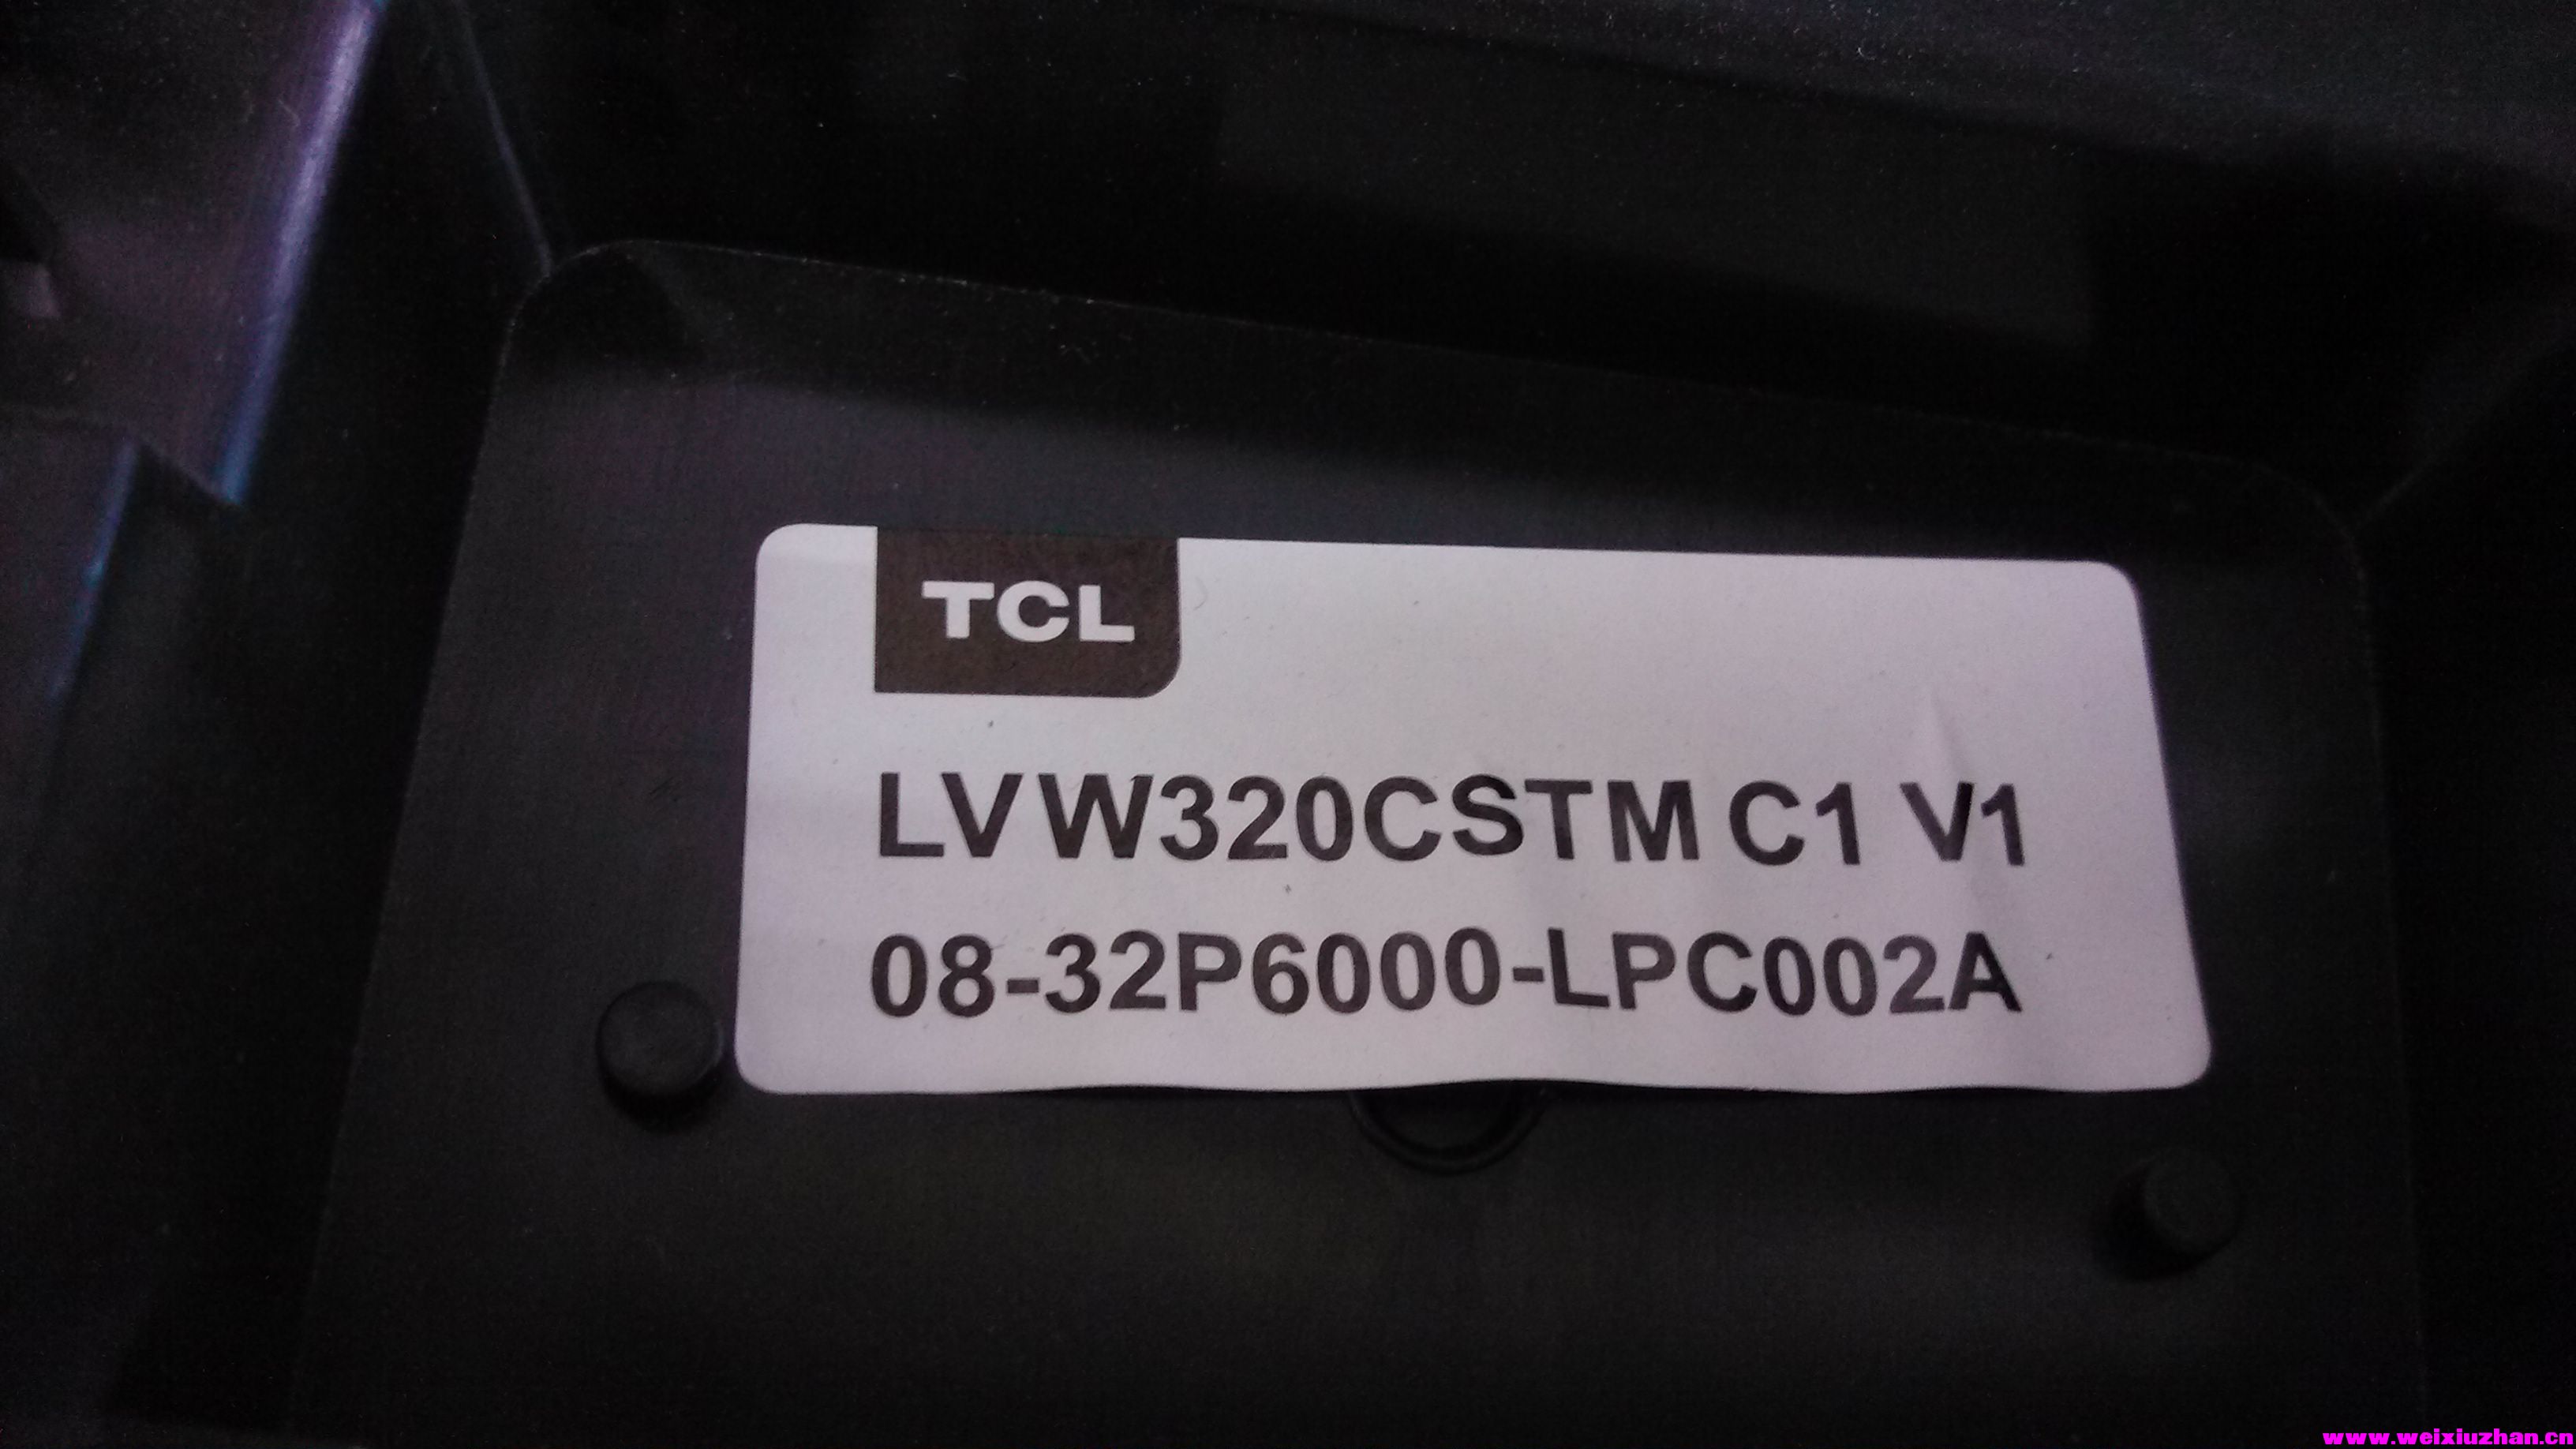 TCL
LVW320CSTM C1 V1
08-32P6000-LPC002A
www.weixiuzhan.cn